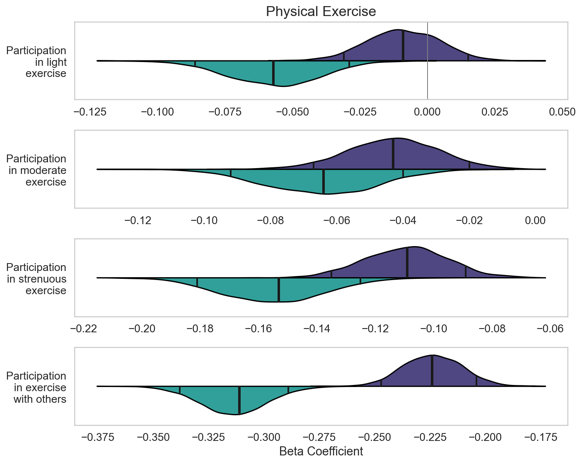 Physical Exercise
Participation
in light
exercise
−0.125 −0.100 −0.075 −0.050 −0.025 0.000 0.025 0.050
Participation
in moderate
exercise
−0.12 −0.10 −0.08 −0.06 −0.04 −0.02 0.00
Participation
in strenuous
exercise
−0.22 −0.20 −0.18 −0.16 −0.14 −0.12 −0.10 −0.08 −0.06
Participation
in exercise
with others
−0.375 −0.350 −0.325 −0.300 −0.275 −0.250 −0.225 −0.200 −0.175
Beta Coefficient